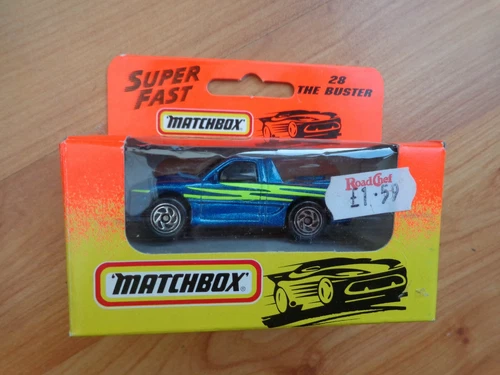 SUPER
FAST
28
THE BUSTER
MATCHBOX
RoadChef
£1.59
"MATCHBOX"